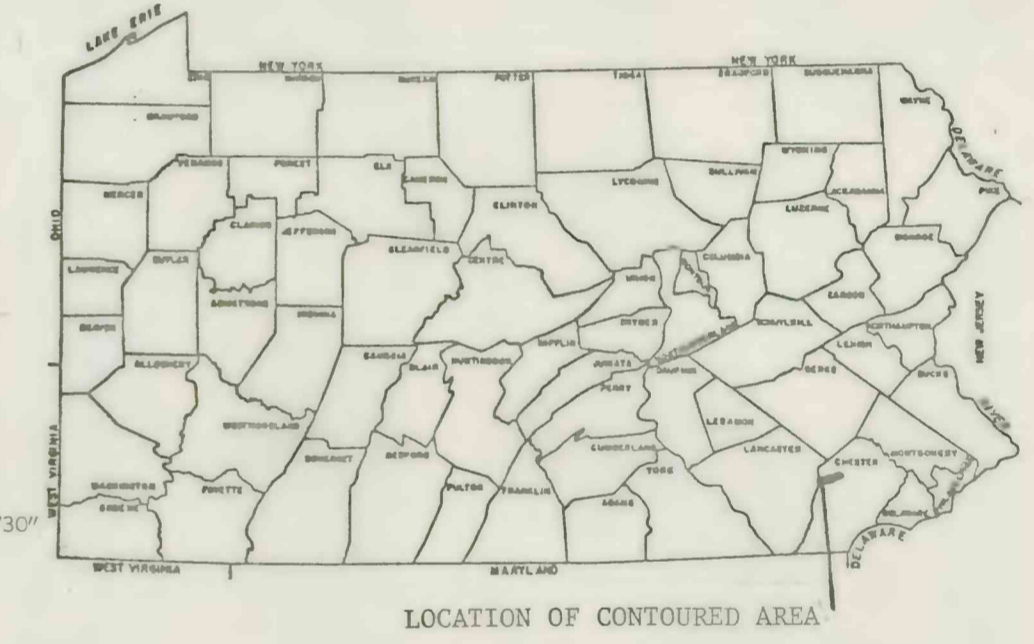 LAKE ERIE
NEW YORK
NEW YORK
POTTER
TIOGA
BRADFORD
SUSQUEHANNA
WAYNE
CRAWFORD
VENANGO
FOREST
ELK
CAMERON
WYOMING
DELAWARE
MERCER
CLINTON
LYCOMING
SULLIVAN
PIKE
OHIO
CLARION
JEFFERSON
LUZERNE
MONROE
LAWRENCE
BUTLER
CLEARFIELD
CENTRE
COLUMBIA
ARMSTRONG
INDIANA
UNION
CARBON
BEAVER
SNYDER
NORTHUMBERLAND
SCHUYLKILL
NORTHAMPTON
NEW JERSEY
ALLEGHENY
CAMBRIA
BLAIR
HUNTINGDON
MIFFLIN
JUNIATA
DAUPHIN
LEHIGH
PERRY
BERKS
BUCKS
WESTMORELAND
LEBANON
RIVER
WEST VIRGINIA
SOMERSET
BEDFORD
CUMBERLAND
LANCASTER
MONTGOMERY
WASHINGTON
FAYETTE
FULTON
FRANKLIN
YORK
CHESTER
GREENE
ADAMS
DELAWARE
'30"
DELAWARE
WEST VIRGINIA
MARYLAND
LOCATION OF CONTOURED AREA